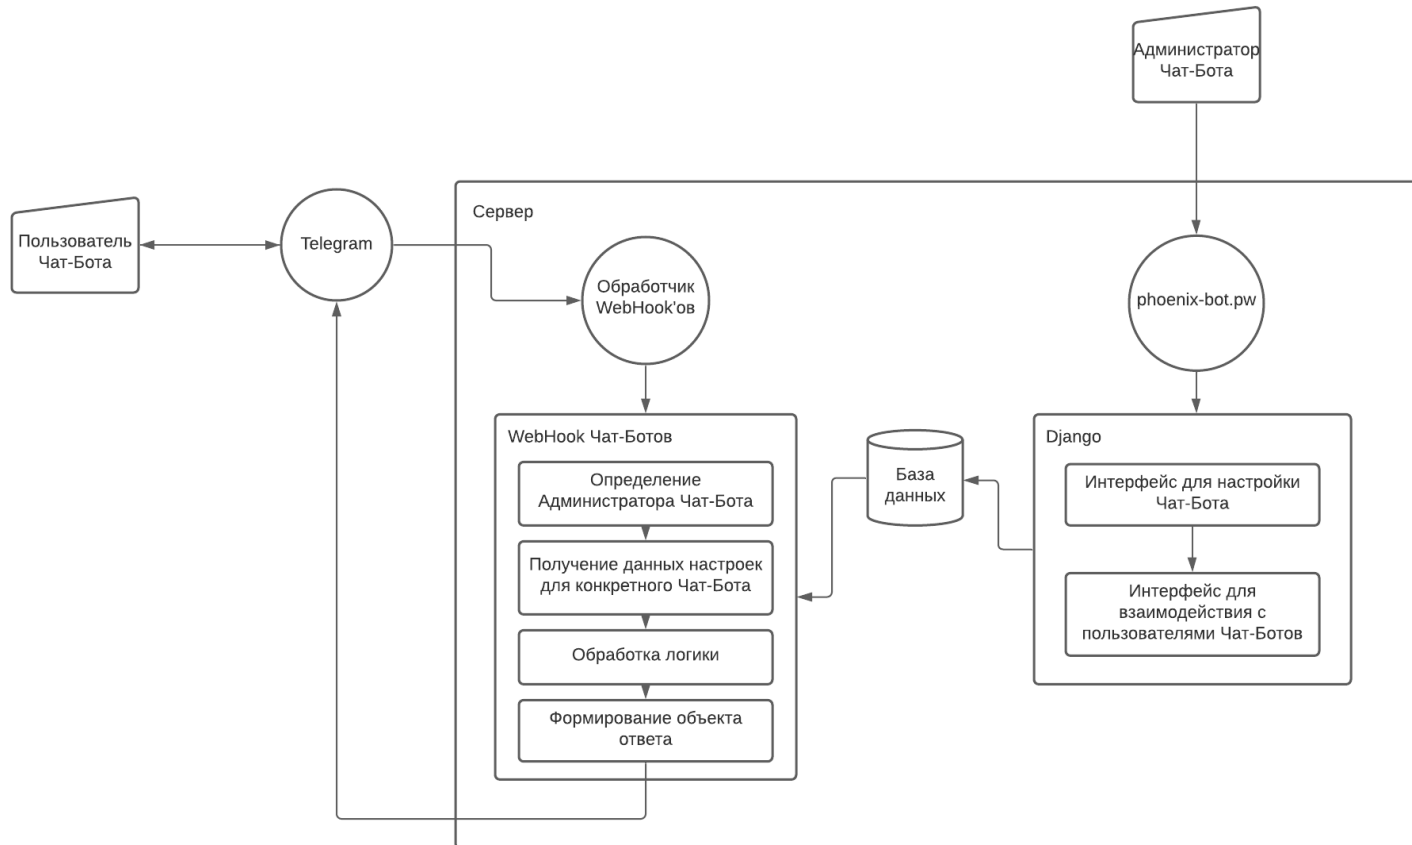 Администратор
Чат-Бота
Сервер
Пользователь
Чат-Бота
Telegram
Обработчик
WebHook'ов
phoenix-bot.pw
WebHook Чат-Ботов
Определение
Администратора Чат-Бота
Получение данных настроек
для конкретного Чат-Бота
Обработка логики
Формирование объекта
ответа
База
данных
Django
Интерфейс для настройки
Чат-Бота
Интерфейс для
взаимодействия с
пользователями Чат-Ботов